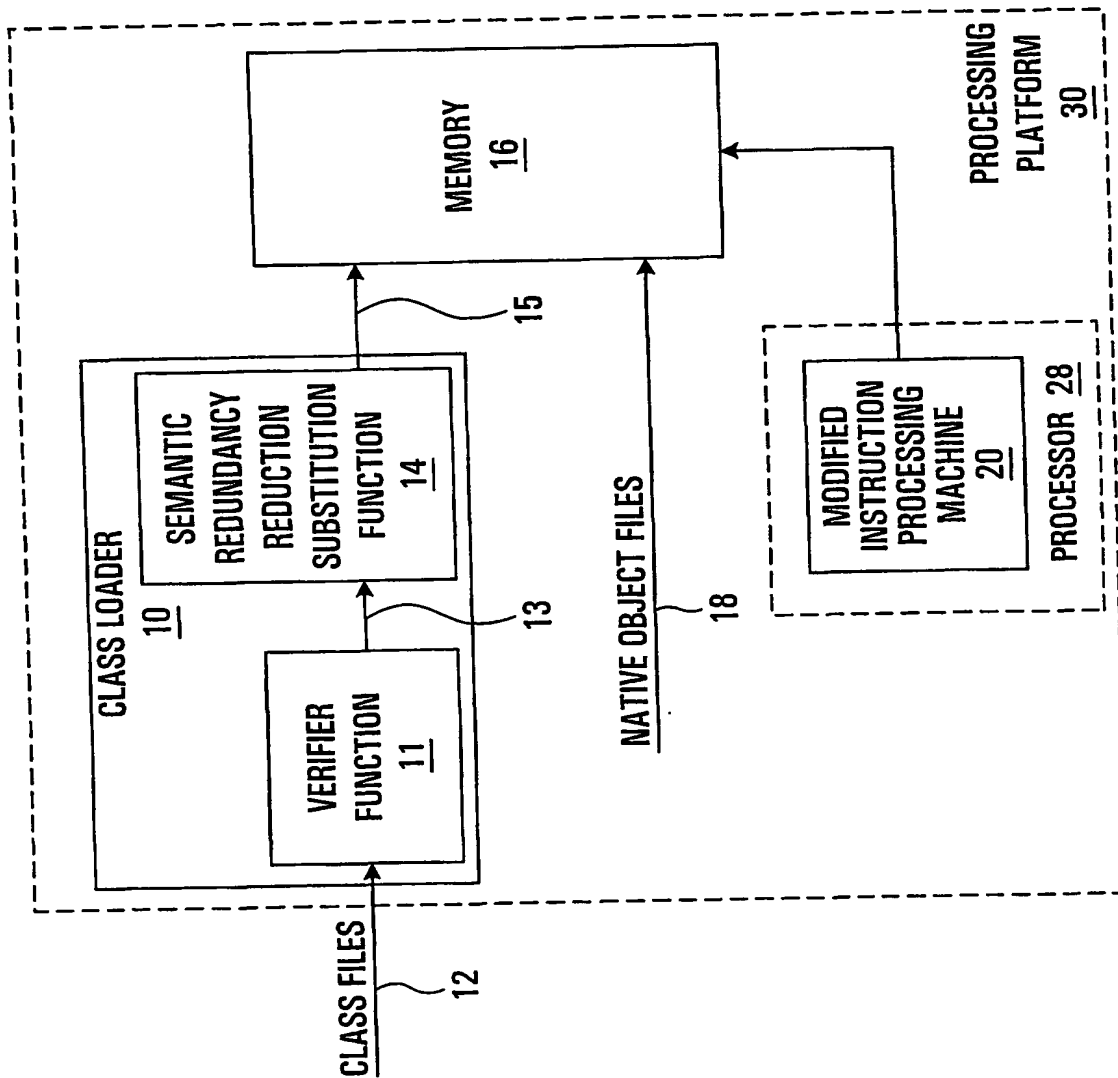 CLASS FILES
12
CLASS LOADER
10
VERIFIER
FUNCTION
11
13
SEMANTIC
REDUNDANCY
REDUCTION
SUBSTITUTION
FUNCTION
14
15
MEMORY
16
NATIVE OBJECT FILES
18
MODIFIED
INSTRUCTION
PROCESSING
MACHINE
20
PROCESSOR 28
PROCESSING
PLATFORM
30